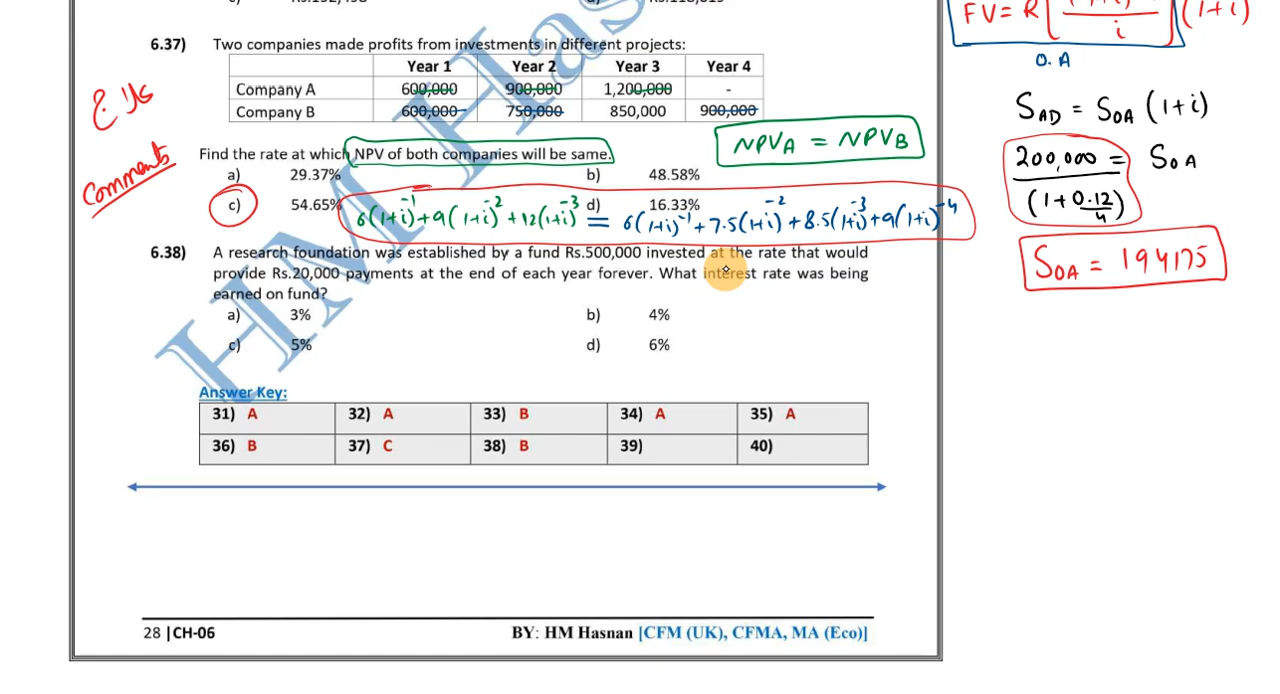 FV = R [ i ] (1+i)
O. A
6.37) Two companies made profits from investments in different projects:
Year 1 Year 2 Year 3 Year 4
Company A 600,000 900,000 1,200,000 -
Company B 600,000 750,000 850,000 900,000
NPVA = NPVB
Find the rate at which NPV of both companies will be same.
a) 29.37% b) 48.58%
c) 54.65% d) 16.33%
6(1+i)⁻¹ + 9(1+i)⁻² + 12(1+i)⁻³ = 6(1+i)⁻¹ + 7.5(1+i)⁻² + 8.5(1+i)⁻³ + 9(1+i)⁻⁴
Comments
6.38) A research foundation was established by a fund Rs.500,000 invested at the rate that would
provide Rs.20,000 payments at the end of each year forever. What interest rate was being
earned on fund?
a) 3% b) 4%
c) 5% d) 6%
Answer Key:
31) A 32) A 33) B 34) A 35) A
36) B 37) C 38) B 39) 40)
SAD = SOA (1+i)
200,000 = SOA
(1+0.12
4)
SOA = 194175
HM Has
28 |CH-06 BY: HM Hasnan [CFM (UK), CFMA, MA (Eco)]